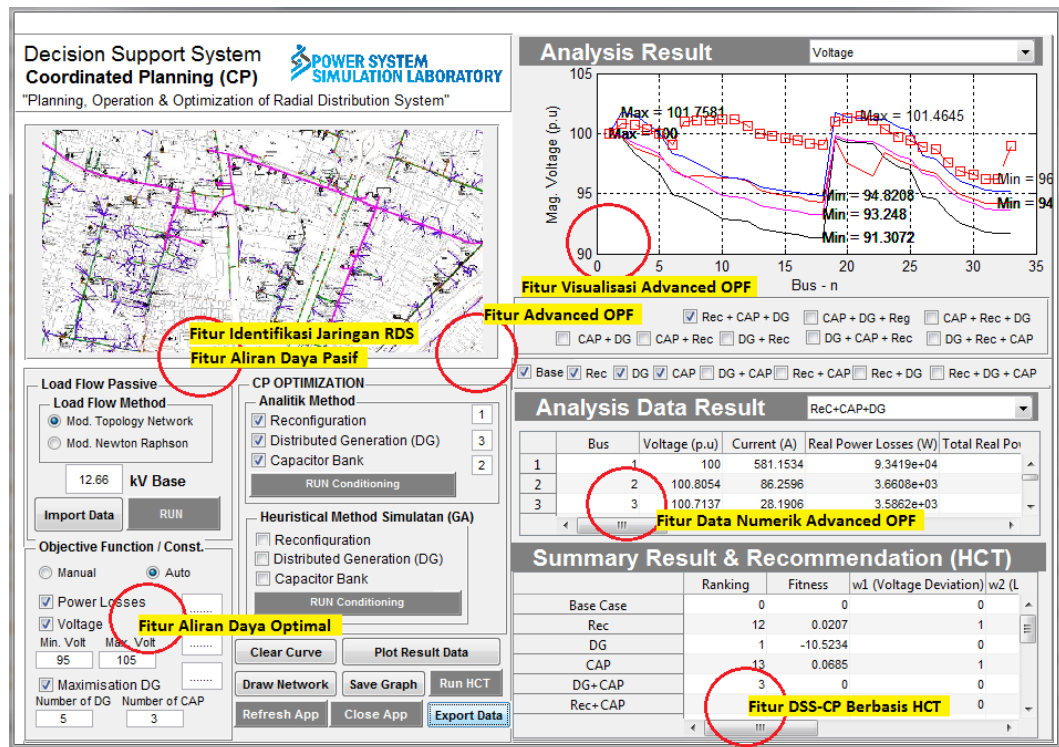 Decision Support System
Coordinated Planning (CP)
POWER SYSTEM
SIMULATION LABORATORY
"Planning, Operation & Optimization of Radial Distribution System"
Fitur Identifikasi Jaringan RDS
Fitur Aliran Daya Pasif
Fitur Advanced OPF
Load Flow Passive
Load Flow Method
Mod. Topology Network
Mod. Newton Raphson
12.66 kV Base
Import Data RUN
Objective Function / Const.
Manual Auto
Power Losses .......
Voltage .......
Fitur Aliran Daya Optimal
Min. Volt Max. Volt
95 105
Maximisation DG .......
Number of DG Number of CAP
5 3
CP OPTIMIZATION
Analitik Method
Reconfiguration 1
Distributed Generation (DG) 3
Capacitor Bank 2
RUN Conditioning
Heuristical Method Simulatan (GA)
Reconfiguration
Distributed Generation (DG)
Capacitor Bank
RUN Conditioning
Clear Curve Plot Result Data
Draw Network Save Graph Run HCT
Refresh App Close App Export Data
Analysis Result Voltage
Mag. Voltage (p.u)
105
100
95
90
Max = 101.7581
Max = 101.4645
Max = 100
Min = 96
Min = 94.8208
Min = 94
Min = 93.248
Min = 91.3072
0 5 10 15 20 25 30 35
Bus - n
Fitur Visualisasi Advanced OPF
Rec + CAP + DG CAP + DG + Reg CAP + Rec + DG
CAP + DG CAP + Rec DG + Rec DG + CAP + Rec DG + Rec + CAP
Base Rec DG CAP DG + CAP Rec + CAP Rec + DG Rec + DG + CAP
Analysis Data Result ReC+CAP+DG
Bus Voltage (p.u) Current (A) Real Power Losses (W) Total Real Pov
1 1 100 581.1534 9.3419e+04
2 2 100.8054 86.2596 3.6608e+03
3 3 100.7137 28.1906 3.5862e+03
Fitur Data Numerik Advanced OPF
Summary Result & Recommendation (HCT)
Ranking Fitness w1 (Voltage Deviation) w2 (L
Base Case 0 0 0
Rec 12 0.0207 1
DG 1 -10.5234 0
CAP 13 0.0685 1
DG+CAP 3 0 0
Rec+CAP 0
Fitur DSS-CP Berbasis HCT